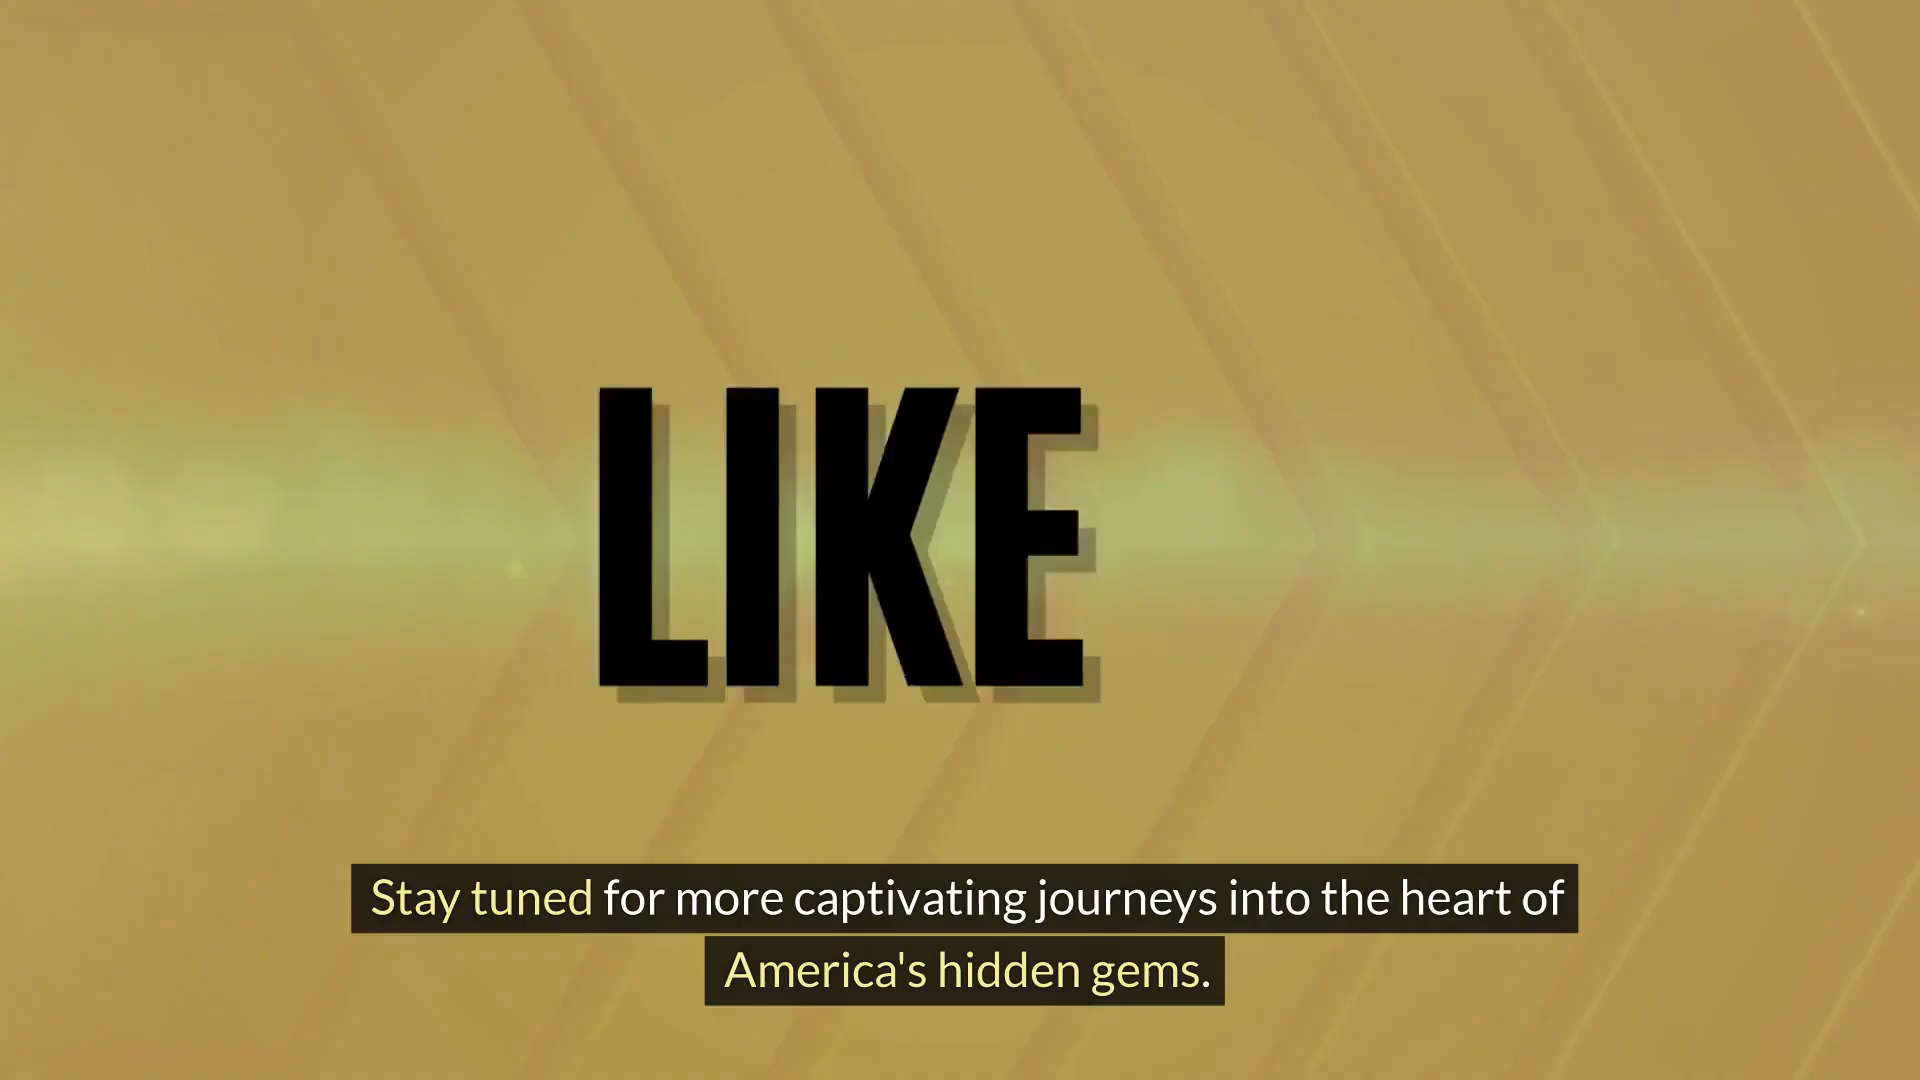 LIKE
Stay tuned for more captivating journeys into the heart of
America's hidden gems.